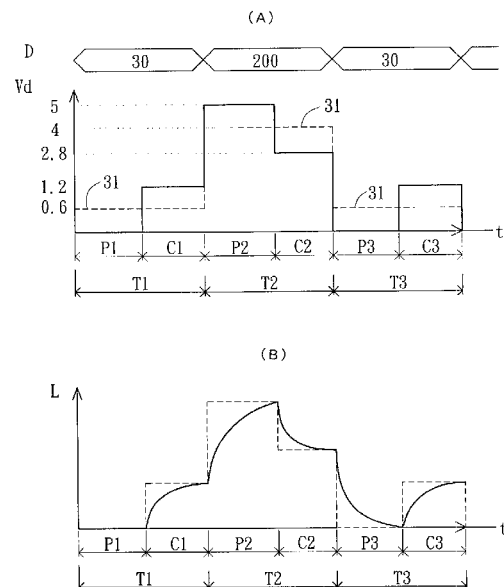 (A)
D 30 200 30
Vd
5
4
2.8
1.2
0.6
31
31
31
t
P1 C1 P2 C2 P3 C3
T1 T2 T3
(B)
L
t
P1 C1 P2 C2 P3 C3
T1 T2 T3